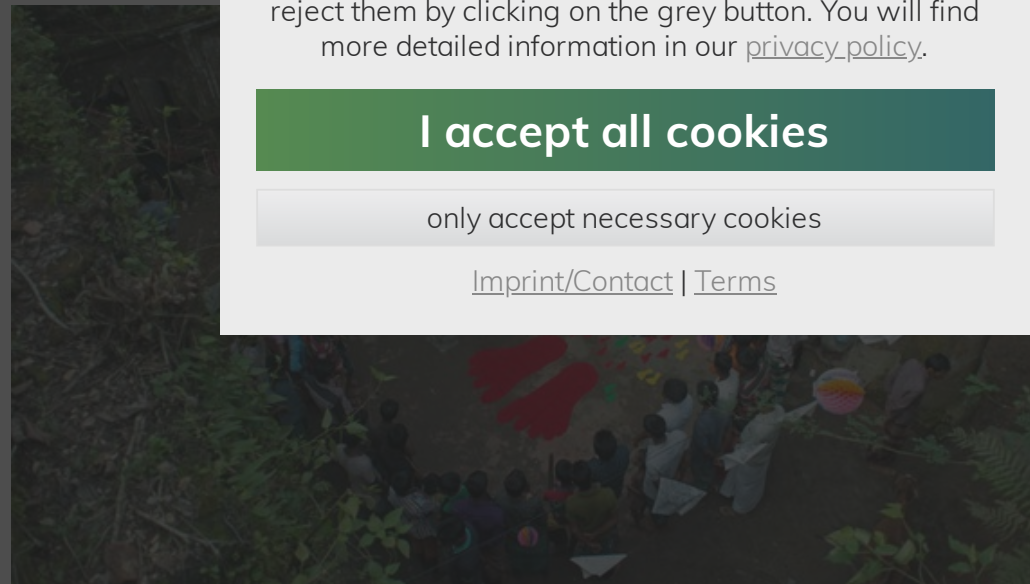 reject them by clicking on the grey button. You will find
more detailed information in our privacy policy.
I accept all cookies
only accept necessary cookies
Imprint/Contact | Terms